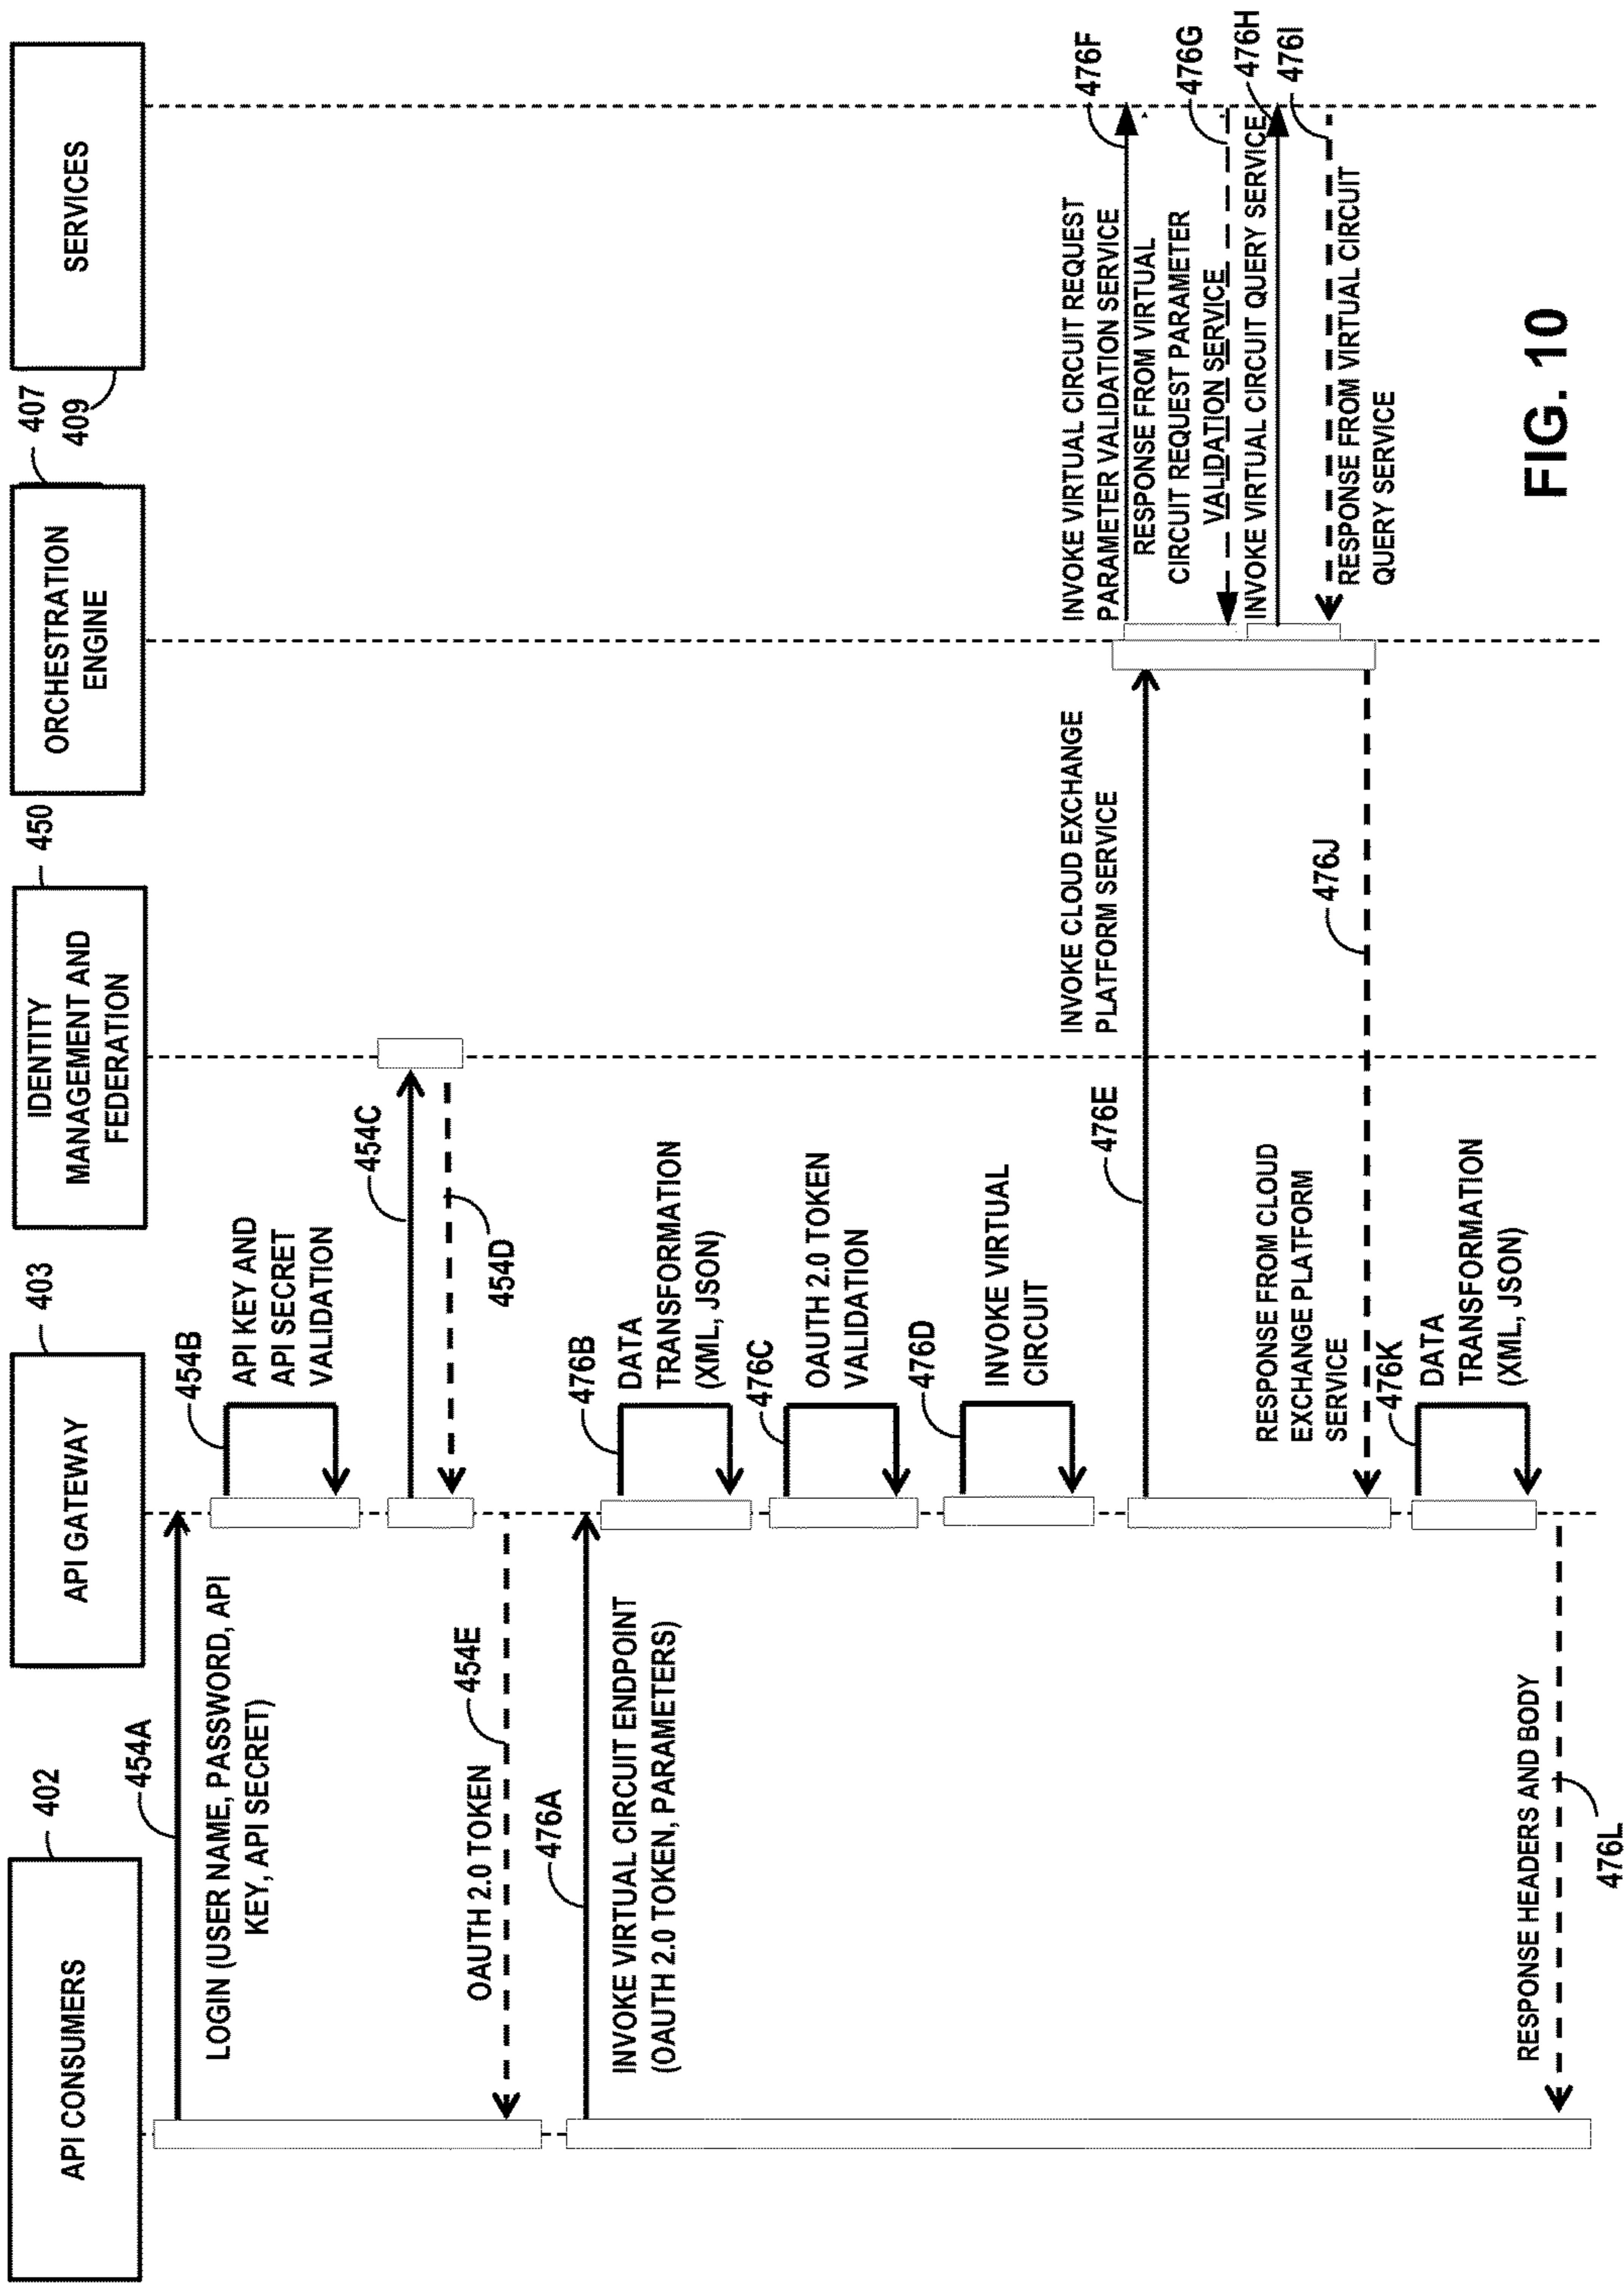 API CONSUMERS
402
API GATEWAY
403
IDENTITY
MANAGEMENT AND
FEDERATION
450
ORCHESTRATION
ENGINE
407
SERVICES
409
454A
LOGIN (USER NAME, PASSWORD, API
KEY, API SECRET)
454B
API KEY AND
API SECRET
VALIDATION
454C
454D
OAUTH 2.0 TOKEN
454E
476A
INVOKE VIRTUAL CIRCUIT ENDPOINT
(OAUTH 2.0 TOKEN, PARAMETERS)
476B
DATA
TRANSFORMATION
(XML, JSON)
476C
OAUTH 2.0 TOKEN
VALIDATION
476D
INVOKE VIRTUAL
CIRCUIT
476E
INVOKE CLOUD EXCHANGE
PLATFORM SERVICE
INVOKE VIRTUAL CIRCUIT REQUEST
PARAMETER VALIDATION SERVICE
476F
RESPONSE FROM VIRTUAL
CIRCUIT REQUEST PARAMETER
VALIDATION SERVICE
476G
INVOKE VIRTUAL CIRCUIT QUERY SERVICE
476H
476I
RESPONSE FROM VIRTUAL CIRCUIT
QUERY SERVICE
476J
RESPONSE FROM CLOUD
EXCHANGE PLATFORM
SERVICE
476K
DATA
TRANSFORMATION
(XML, JSON)
RESPONSE HEADERS AND BODY
476L
FIG. 10